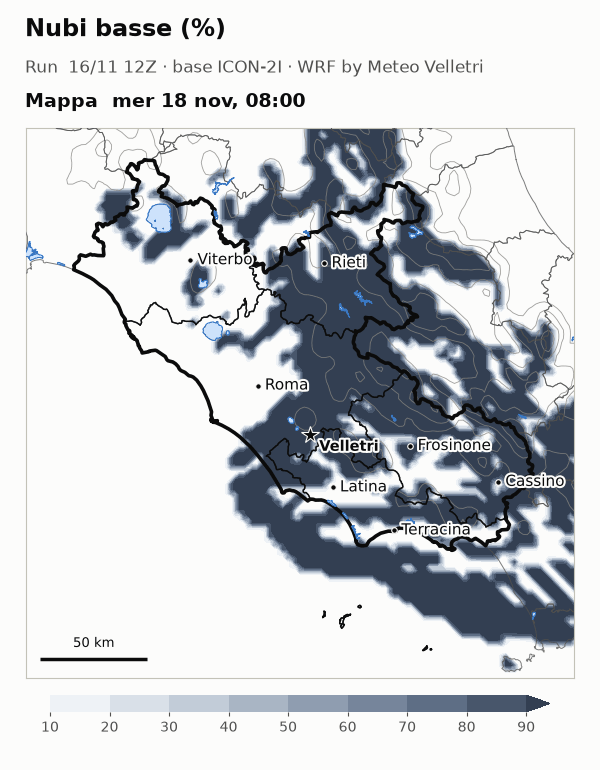 Nubi basse (%)
Run  16/11 12Z · base ICON-2I · WRF by Meteo Velletri
Mappa  mer 18 nov, 08:00
Viterbo
Rieti
Roma
Velletri
Frosinone
Cassino
Latina
Terracina
50 km
10 20 30 40 50 60 70 80 90